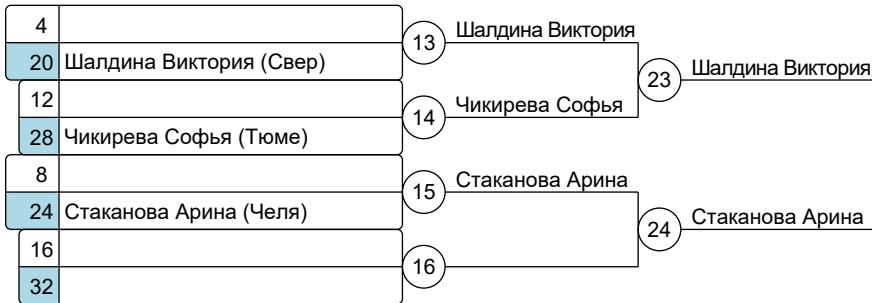 4
20 Шалдина Виктория (Свер)
13
Шалдина Виктория
12
28 Чикирева Софья (Тюме)
14
Чикирева Софья
23
Шалдина Виктория
8
24 Стаканова Арина (Челя)
15
Стаканова Арина
16
32
16
24
Стаканова Арина